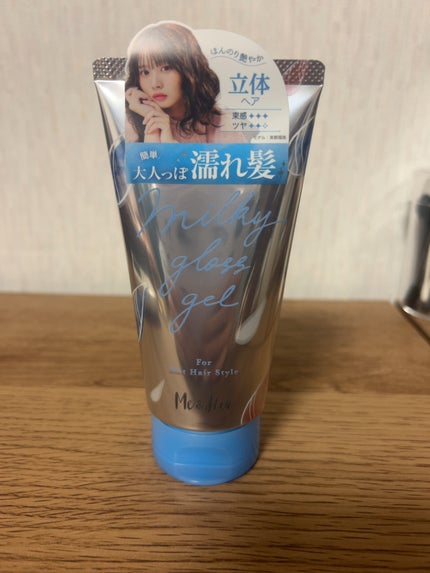 ほんのり艶やか
立体
ヘア
束感
ツヤ
簡単
大人っぽ濡れ髪
milky
gloss
gel
For
Wet Hair Style